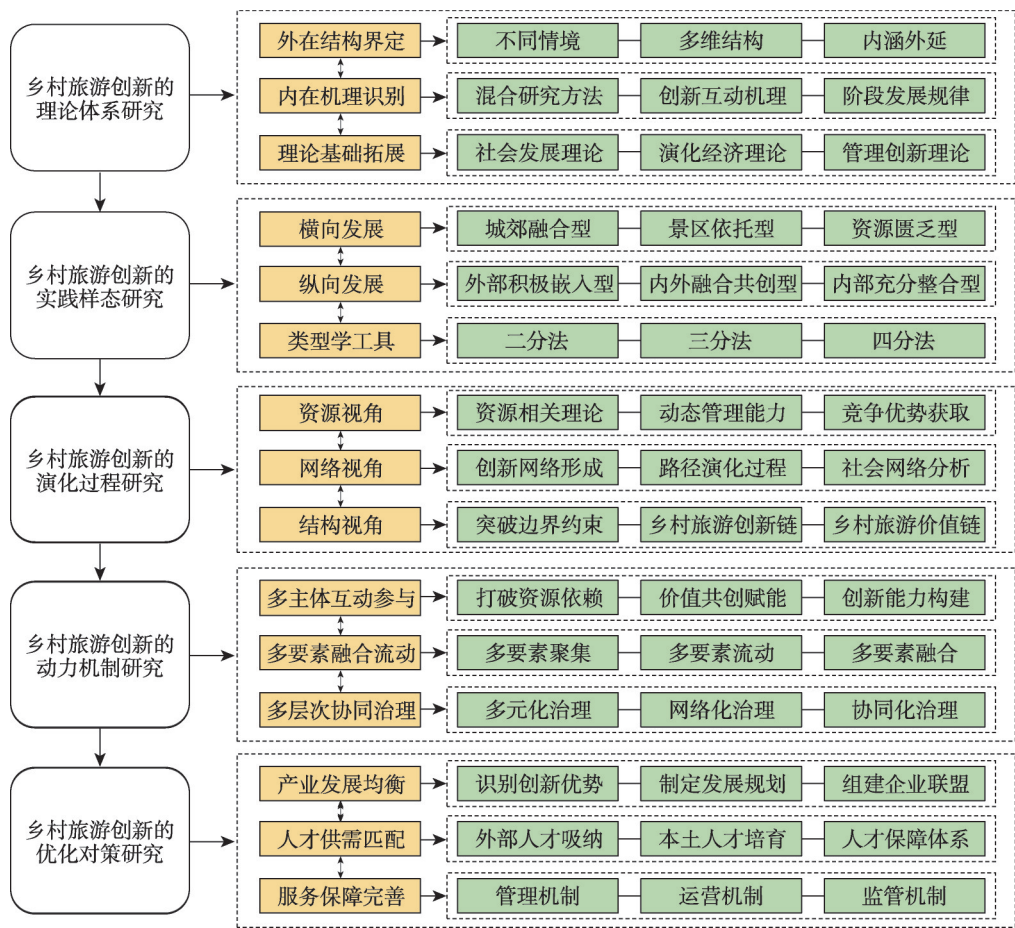 乡村旅游创新的
理论体系研究
外在结构界定
不同情境
多维结构
内涵外延
内在机理识别
混合研究方法
创新互动机理
阶段发展规律
理论基础拓展
社会发展理论
演化经济理论
管理创新理论
乡村旅游创新的
实践样态研究
横向发展
城郊融合型
景区依托型
资源匮乏型
纵向发展
外部积极嵌入型
内外融合共创型
内部充分整合型
类型学工具
二分法
三分法
四分法
乡村旅游创新的
演化过程研究
资源视角
资源相关理论
动态管理能力
竞争优势获取
网络视角
创新网络形成
路径演化过程
社会网络分析
结构视角
突破边界约束
乡村旅游创新链
乡村旅游价值链
乡村旅游创新的
动力机制研究
多主体互动参与
打破资源依赖
价值共创赋能
创新能力构建
多要素融合流动
多要素聚集
多要素流动
多要素融合
多层次协同治理
多元化治理
网络化治理
协同化治理
乡村旅游创新的
优化对策研究
产业发展均衡
识别创新优势
制定发展规划
组建企业联盟
人才供需匹配
外部人才吸纳
本土人才培育
人才保障体系
服务保障完善
管理机制
运营机制
监管机制